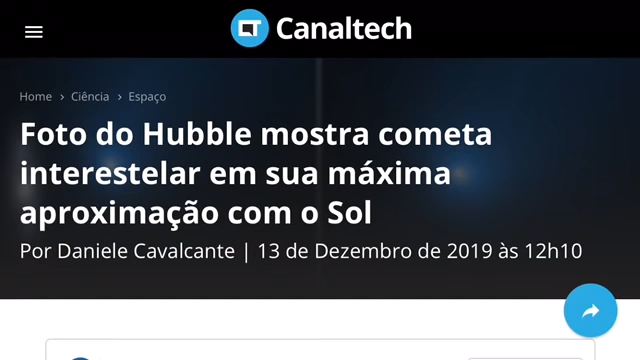 Canaltech
Home > Ciência > Espaço
Foto do Hubble mostra cometa
interestelar em sua máxima
aproximação com o Sol
Por Daniele Cavalcante | 13 de Dezembro de 2019 às 12h10